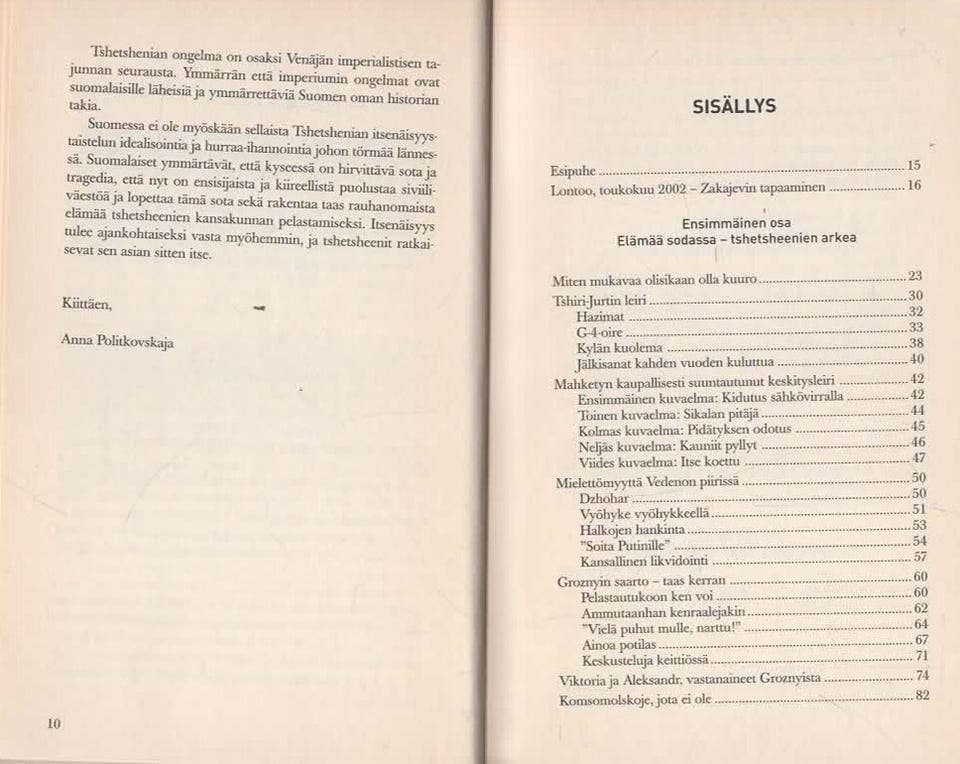 Tshetshenian ongelma on osaksi Venäjän imperialistisen ta-
junnan seurausta. Ymmärrän että imperiumin ongelmat ovat
suomalaisille läheisiä ja ymmärrettäviä Suomen oman historian
takia.
Suomessa ei ole myöskään sellaista Tshetshenian itsenäisyys-
taistelun idealisointia ja hurraa-ihannointia johon törmää lännes-
sä. Suomalaiset ymmärtävät, että kyseessä on hirvittävä sota ja
tragedia, että nyt on ensisijaista ja kiireellistä puolustaa siviili-
väestöä ja lopettaa tämä sota sekä rakentaa taas rauhanomaista
elämää tshetsheenien kansakunnan pelastamiseksi. Itsenäisyys
tulee ajankohtaiseksi vasta myöhemmin, ja tshetsheenit ratkai-
sevat sen asian sitten itse.
Kiittäen,
Anna Politkovskaja
10
SISÄLLYS
Esipuhe ........ 15
Lontoo, toukokuu 2002 – Zakajevin tapaaminen ........ 16
Ensimmäinen osa
Elämää sodassa – tshetsheenien arkea
Miten mukavaa olisikaan olla kuuro ........ 23
Tshiri-Jurtin leiri ........ 30
Hazimat ........ 32
G-4-oire ........ 33
Kylän kuolema ........ 38
Jälkisanat kahden vuoden kuluttua ........ 40
Mahketyn kaupallisesti suuntautunut keskitysleiri ........ 42
Ensimmäinen kuvaelma: Kidutus sähkövirralla ........ 42
Toinen kuvaelma: Sikalan pitäjä ........ 44
Kolmas kuvaelma: Pidätyksen odotus ........ 45
Neljäs kuvaelma: Kauniit pyllyt ........ 46
Viides kuvaelma: Itse koettu ........ 47
Mielettömyyttä Vedenon piirissä ........ 50
Dzhohar ........ 50
Vyöhyke vyöhykkeellä ........ 51
Halkojen hankinta ........ 53
”Soita Putinille” ........ 54
Kansallinen likvidointi ........ 57
Groznyin saarto – taas kerran ........ 60
Pelastautukoon ken voi ........ 60
Ammutaanhan kenraalejakin ........ 62
”Vielä puhut mulle, narttu!” ........ 64
Ainoa potilas ........ 67
Keskusteluja keittiössä ........ 71
Viktoria ja Aleksandr, vastanaineet Groznyista ........ 74
Komsomolskoje, jota ei ole ........ 82